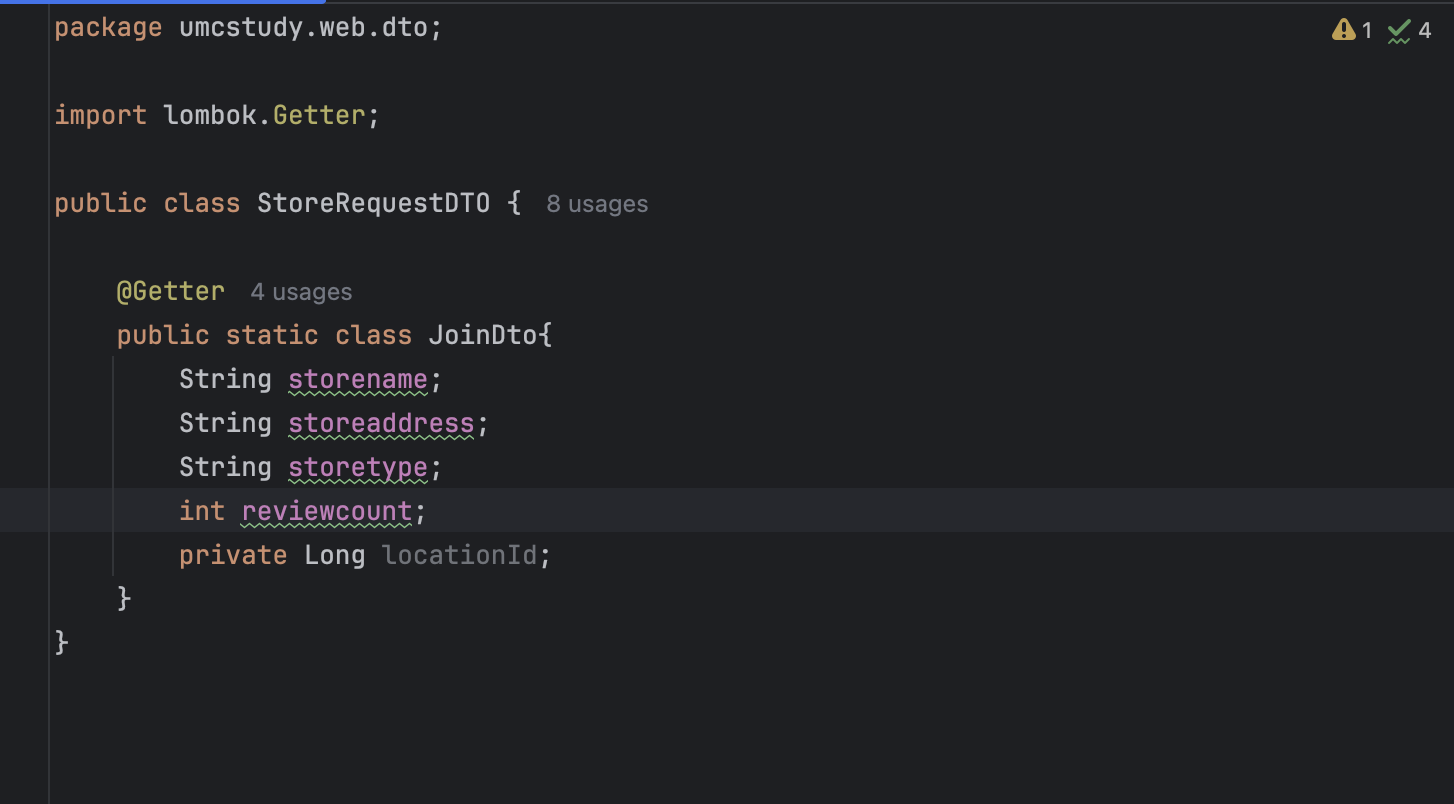 package umcstudy.web.dto;
1 4
import lombok.Getter;
public class StoreRequestDTO { 8 usages
@Getter 4 usages
public static class JoinDto{
String storename;
String storeaddress;
String storetype;
int reviewcount;
private Long locationId;
}
}